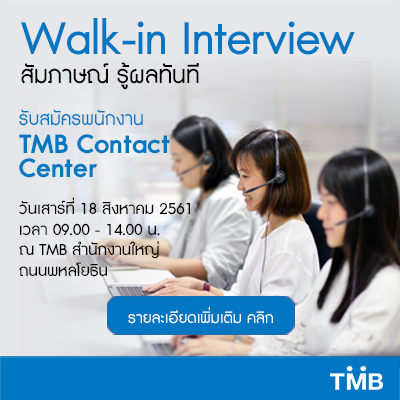 Walk-in Interview
สัมภาษณ์ รู้ผลทันที
รับสมัครพนักงาน
TMB Contact
Center
วันเสาร์ที่ 18 สิงหาคม 2561
เวลา 09.00 - 14.00 น.
ณ TMB สำนักงานใหญ่
ถนนพหลโยธิน
รายละเอียดเพิ่มเติม คลิก
TMB